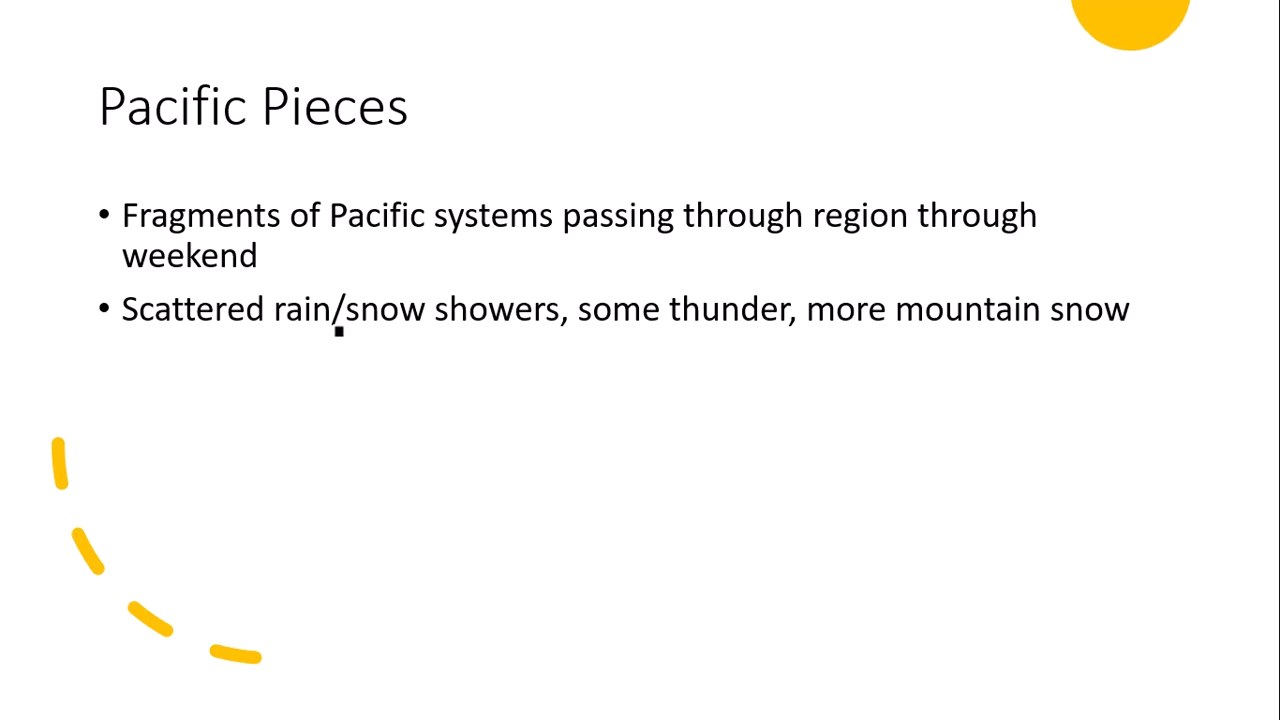 Pacific Pieces
• Fragments of Pacific systems passing through region through
weekend
• Scattered rain/snow showers, some thunder, more mountain snow